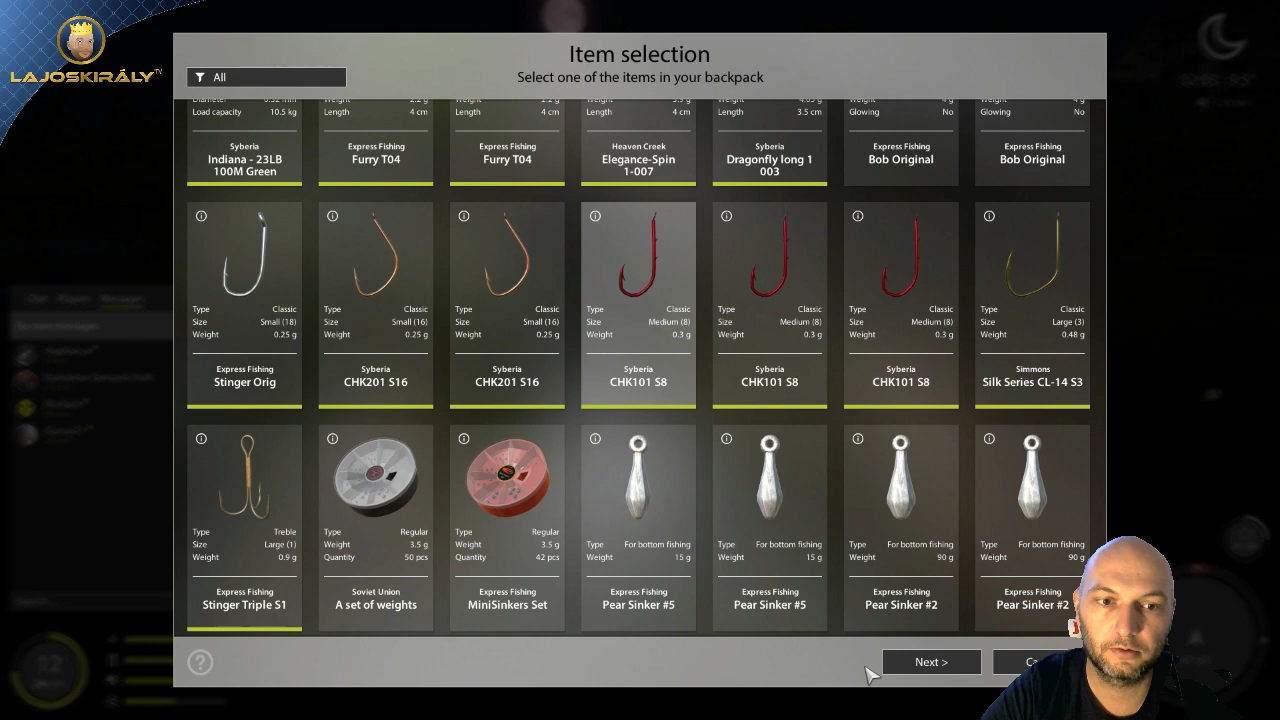 LAJOSKIRÁLY TV
Item selection
Select one of the items in your backpack
All
Load capacity 10.5 kg
Length 4 cm
Length 4 cm
Length 4 cm
Length 3.5 cm
Glowing No
Glowing No
Syberia
Indiana - 23LB
100M Green
Express Fishing
Furry T04
Express Fishing
Furry T04
Heaven Creek
Elegance-Spin
1-007
Syberia
Dragonfly long 1
003
Express Fishing
Bob Original
Express Fishing
Bob Original
Type Classic
Size Small (18)
Weight 0.25 g
Express Fishing
Stinger Orig
Type Classic
Size Small (16)
Weight 0.25 g
Syberia
CHK201 S16
Type Classic
Size Small (16)
Weight 0.25 g
Syberia
CHK201 S16
Type Classic
Size Medium (8)
Weight 0.3 g
Syberia
CHK101 S8
Type Classic
Size Medium (8)
Weight 0.3 g
Syberia
CHK101 S8
Type Classic
Size Medium (8)
Weight 0.3 g
Syberia
CHK101 S8
Type Classic
Size Large (3)
Weight 0.48 g
Simmons
Silk Series CL-14 S3
Type Treble
Size Large (1)
Weight 0.9 g
Express Fishing
Stinger Triple S1
Type Regular
Weight 3.5 g
Quantity 50 pcs
Soviet Union
A set of weights
Type Regular
Weight 3.5 g
Quantity 42 pcs
Express Fishing
MiniSinkers Set
Type For bottom fishing
Weight 15 g
Express Fishing
Pear Sinker #5
Type For bottom fishing
Weight 15 g
Express Fishing
Pear Sinker #5
Type For bottom fishing
Weight 90 g
Express Fishing
Pear Sinker #2
Type For bottom fishing
Weight 90 g
Express Fishing
Pear Sinker #2
?
Next >
Ca